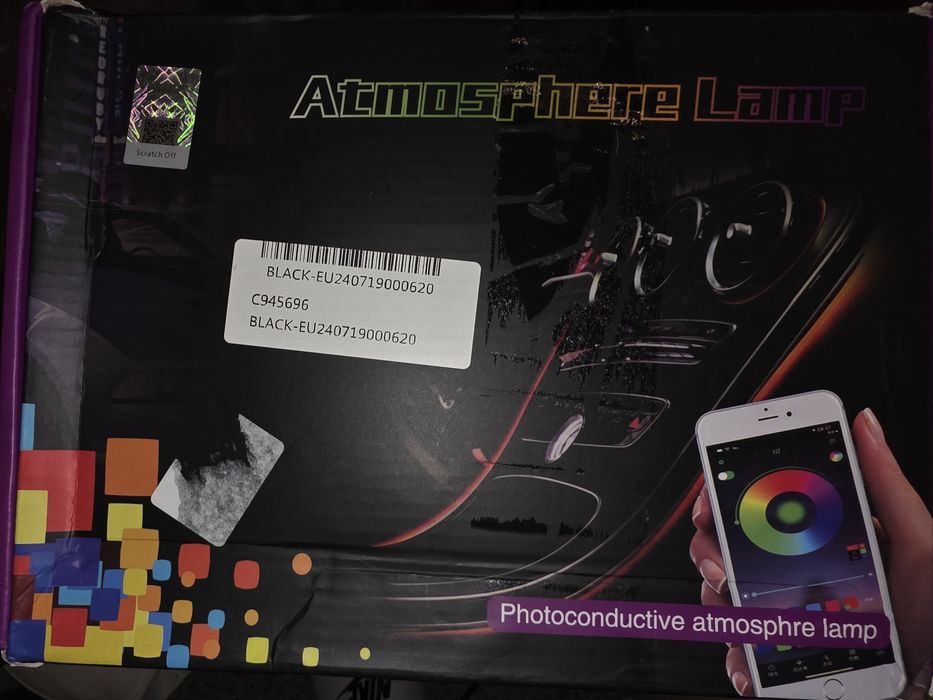 Atmosphere Lamp
Scratch Off
BLACK-EU240719000620
C945696
BLACK-EU240719000620
Photoconductive atmosphre lamp